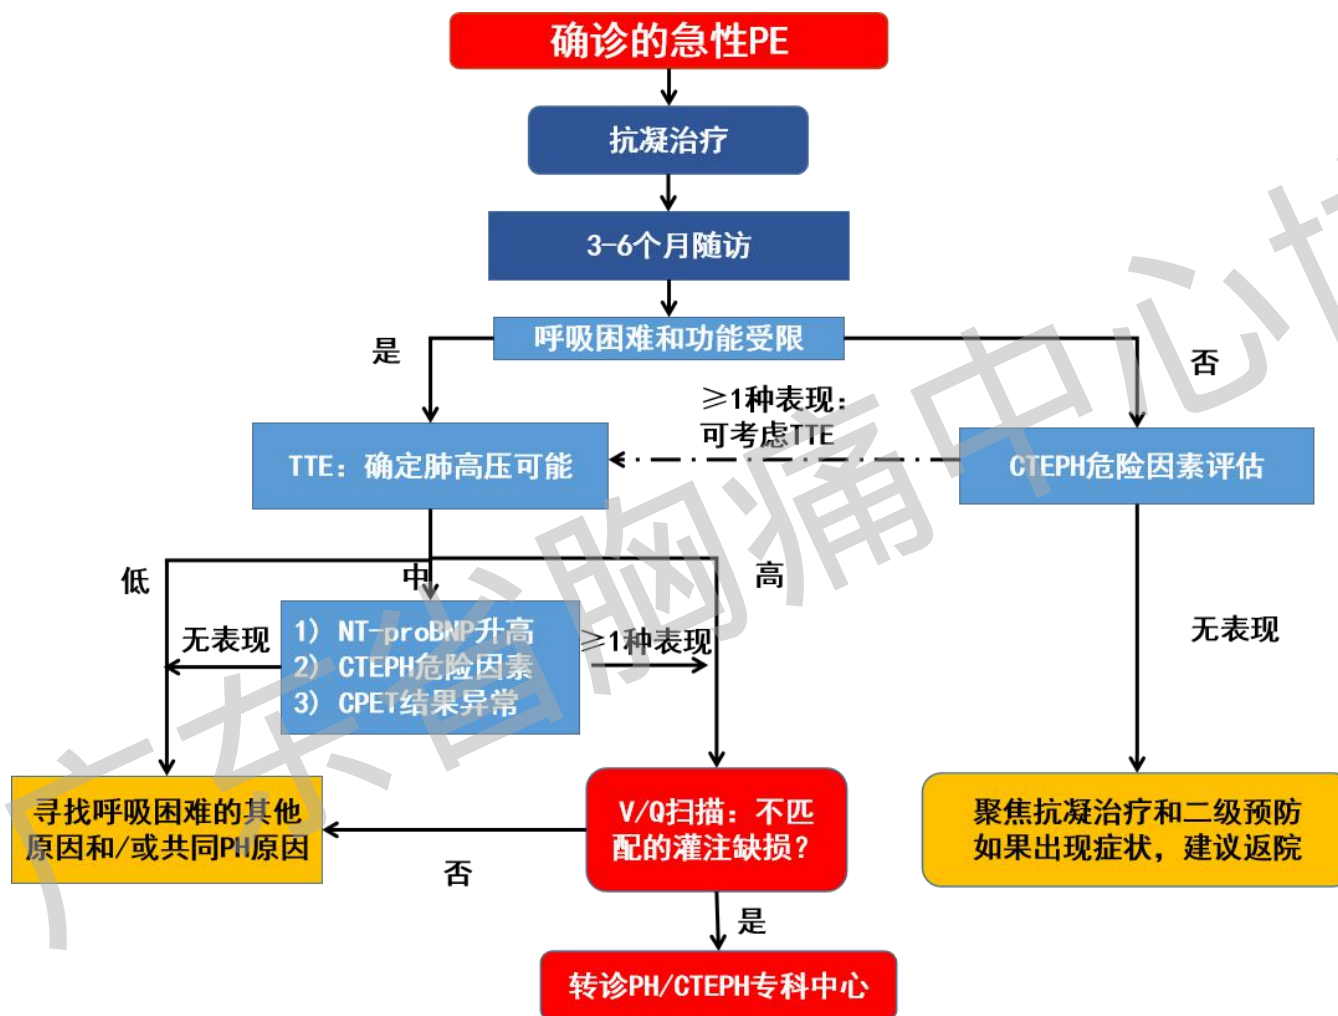 确诊的急性PE
抗凝治疗
3-6个月随访
呼吸困难和功能受限
是
否
≥1种表现:
可考虑TTE
TTE: 确定肺高压可能
CTEPH危险因素评估
低
中
高
无表现
1) NT-proBNP升高
2) CTEPH危险因素
3) CPET结果异常
≥1种表现
无表现
寻找呼吸困难的其他
原因和/或共同PH原因
V/Q扫描: 不匹
配的灌注缺损?
聚焦抗凝治疗和二级预防
如果出现症状, 建议返院
否
是
转诊PH/CTEPH专科中心
广东省胸痛中心